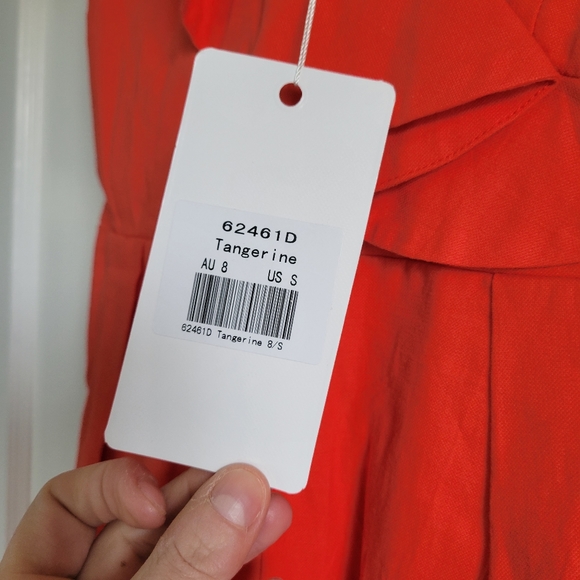 62461D
Tangerine
AU 8 US S
62461D Tangerine 8/S